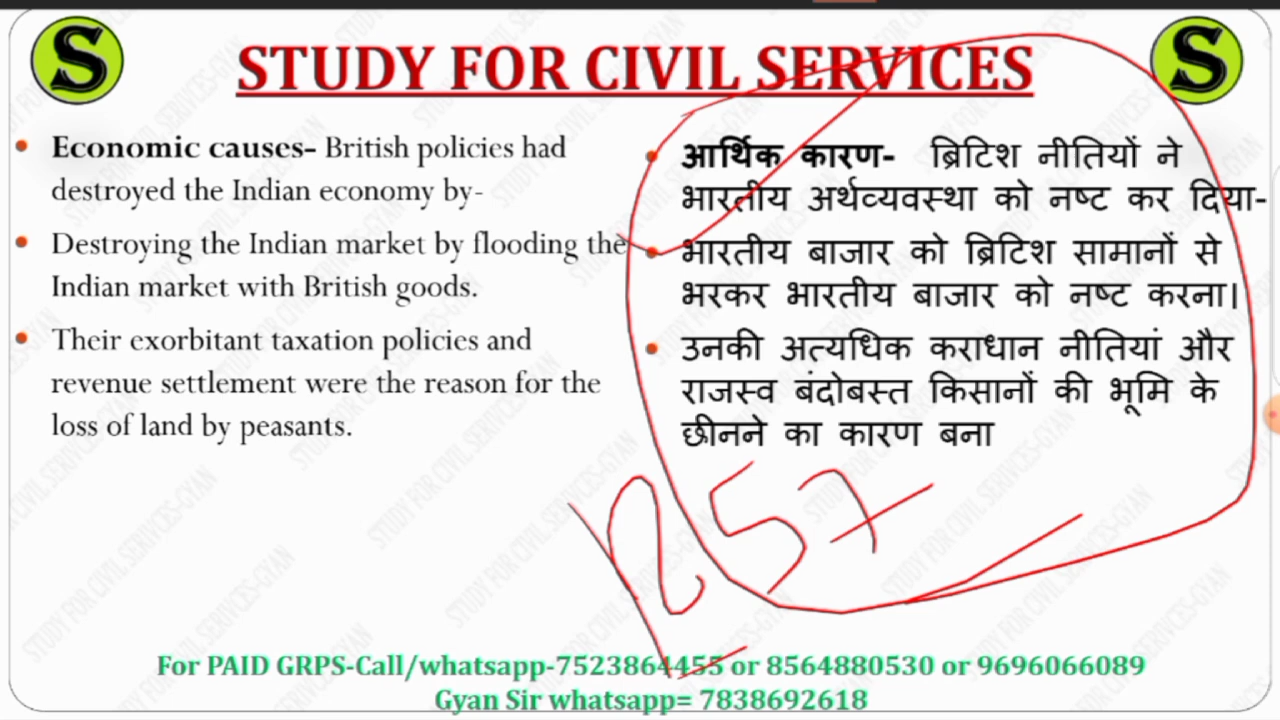 S
STUDY FOR CIVIL SERVICES
S
• Economic causes- British policies had
destroyed the Indian economy by-
• Destroying the Indian market by flooding the
Indian market with British goods.
• Their exorbitant taxation policies and
revenue settlement were the reason for the
loss of land by peasants.
• आर्थिक कारण- ब्रिटिश नीतियों ने
भारतीय अर्थव्यवस्था को नष्ट कर दिया-
• भारतीय बाजार को ब्रिटिश सामानों से
भरकर भारतीय बाजार को नष्ट करना।
• उनकी अत्यधिक कराधान नीतियां और
राजस्व बंदोबस्त किसानों की भूमि के
छीनने का कारण बना
For PAID GRPS-Call/whatsapp-7523864455 or 8564880530 or 9696066089
Gyan Sir whatsapp= 7838692618